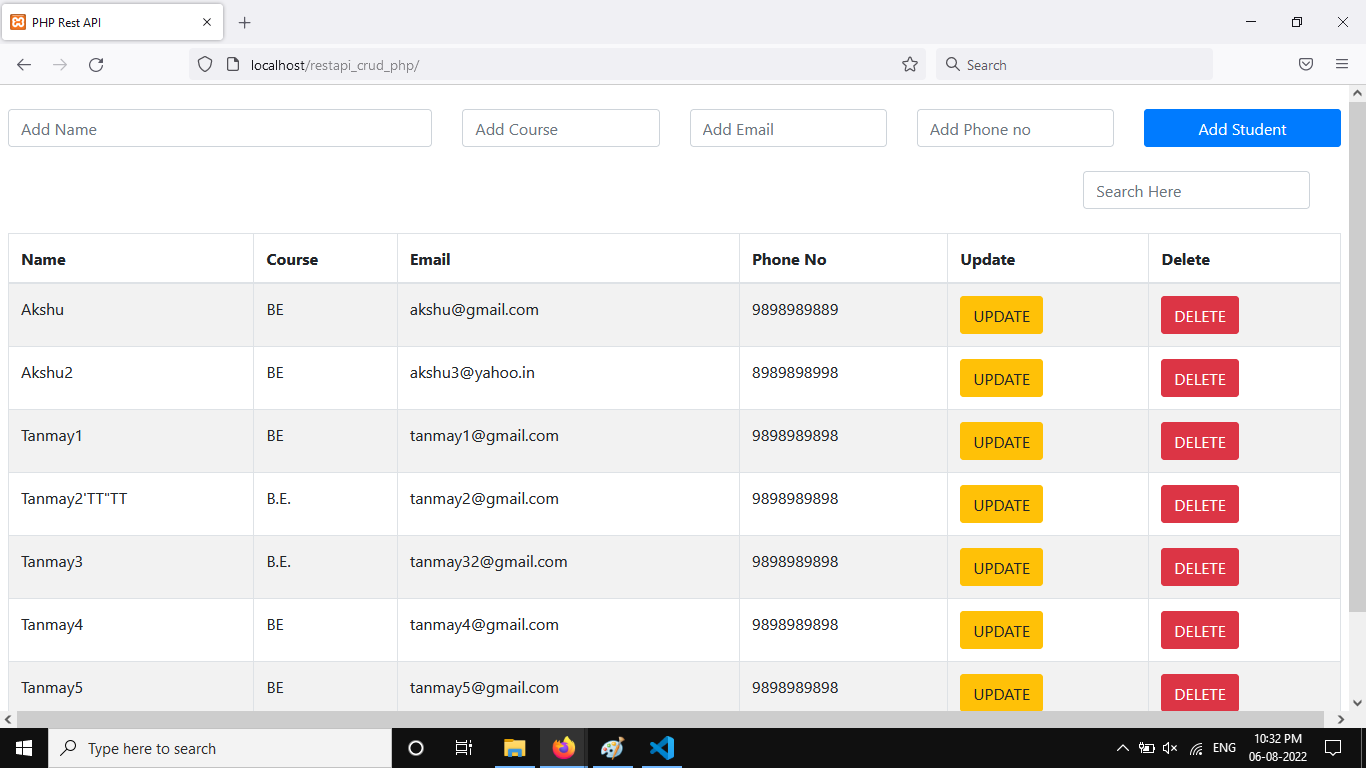 PHP Rest API
localhost/restapi_crud_php/
Search
Add Name Add Course Add Email Add Phone no Add Student
Search Here
Name Course Email Phone No Update Delete
Akshu BE akshu@gmail.com 9898989889 UPDATE DELETE
Akshu2 BE akshu3@yahoo.in 8989898998 UPDATE DELETE
Tanmay1 BE tanmay1@gmail.com 9898989898 UPDATE DELETE
Tanmay2'TT"TT B.E. tanmay2@gmail.com 9898989898 UPDATE DELETE
Tanmay3 B.E. tanmay32@gmail.com 9898989898 UPDATE DELETE
Tanmay4 BE tanmay4@gmail.com 9898989898 UPDATE DELETE
Tanmay5 BE tanmay5@gmail.com 9898989898 UPDATE DELETE
Type here to search
ENG
10:32 PM
06-08-2022